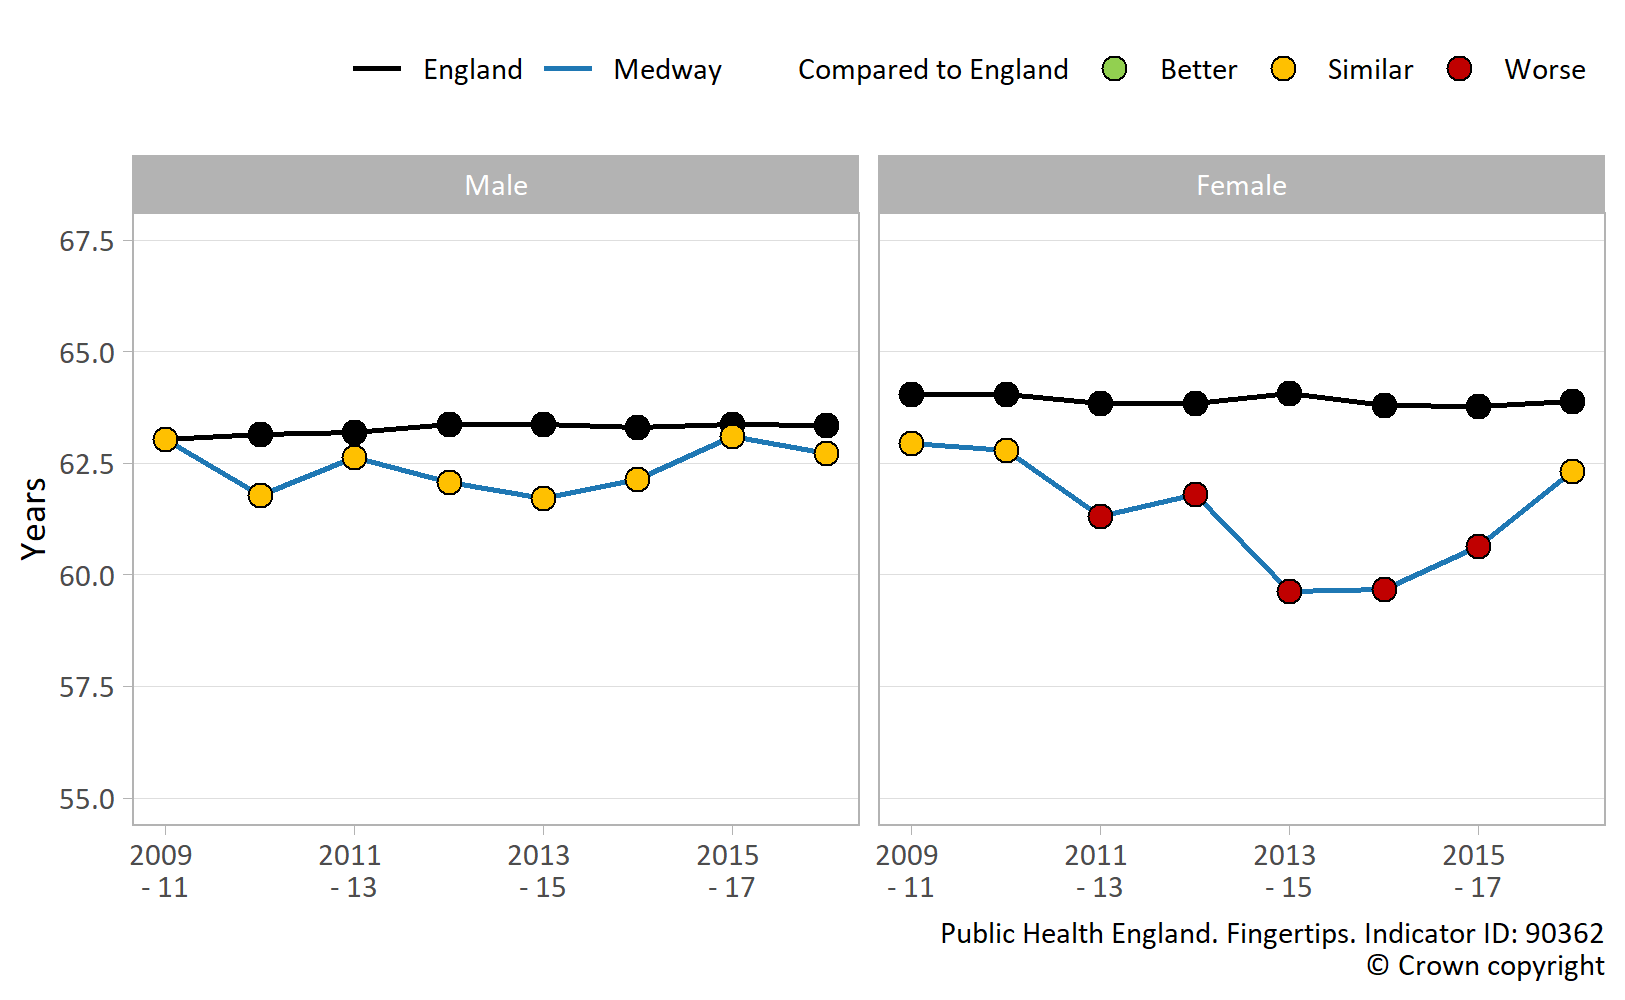 England Medway Compared to England Better Similar Worse
Male Female
67.5
65.0
62.5
60.0
57.5
55.0
Years
2009 2011 2013 2015 2009 2011 2013 2015
- 11 - 13 - 15 - 17 - 11 - 13 - 15 - 17
Public Health England. Fingertips. Indicator ID: 90362
© Crown copyright